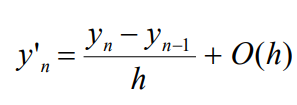 y'ₙ = (yₙ − yₙ₋₁) / h + O(h)